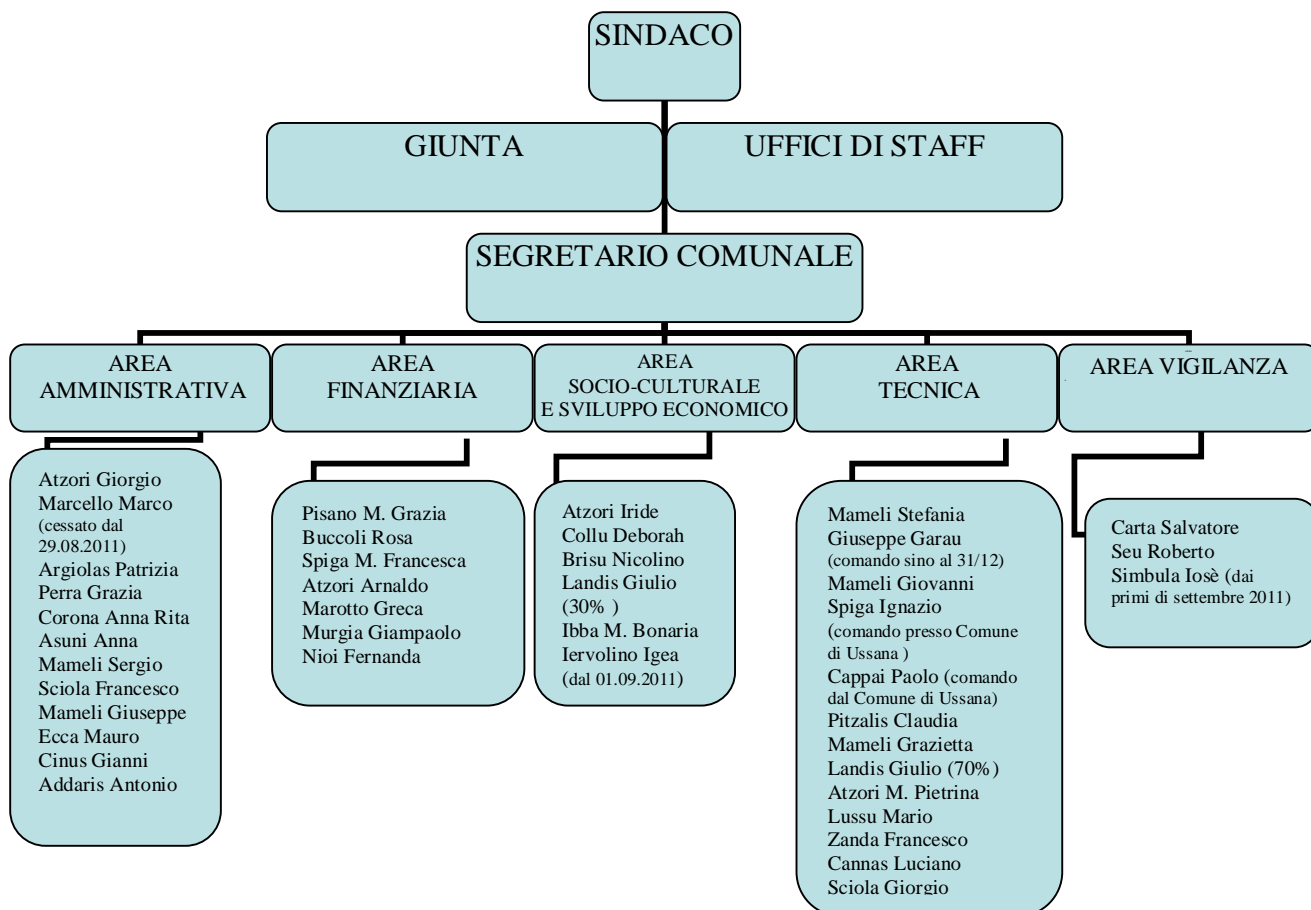 SINDACO
GIUNTA
UFFICI DI STAFF
SEGRETARIO COMUNALE
AREA
AMMINISTRATIVA
AREA
FINANZIARIA
AREA
SOCIO-CULTURALE
E SVILUPPO ECONOMICO
AREA
TECNICA
AREA VIGILANZA
Atzori Giorgio
Marcello Marco
(cessato dal
29.08.2011)
Argiolas Patrizia
Perra Grazia
Corona Anna Rita
Asuni Anna
Mameli Sergio
Sciola Francesco
Mameli Giuseppe
Ecca Mauro
Cinus Gianni
Addaris Antonio
Pisano M. Grazia
Buccoli Rosa
Spiga M. Francesca
Atzori Arnaldo
Marotto Greca
Murgia Giampaolo
Nioi Fernanda
Atzori Iride
Collu Deborah
Brisu Nicolino
Landis Giulio
(30% )
Ibba M. Bonaria
Iervolino Igea
(dal 01.09.2011)
Mameli Stefania
Giuseppe Garau
(comando sino al 31/12)
Mameli Giovanni
Spiga Ignazio
(comando presso Comune
di Ussana )
Cappai Paolo (comando
dal Comune di Ussana)
Pitzalis Claudia
Mameli Grazietta
Landis Giulio (70%)
Atzori M. Pietrina
Lussu Mario
Zanda Francesco
Cannas Luciano
Sciola Giorgio
Carta Salvatore
Seu Roberto
Simbula Iosè (dai
primi di settembre 2011)